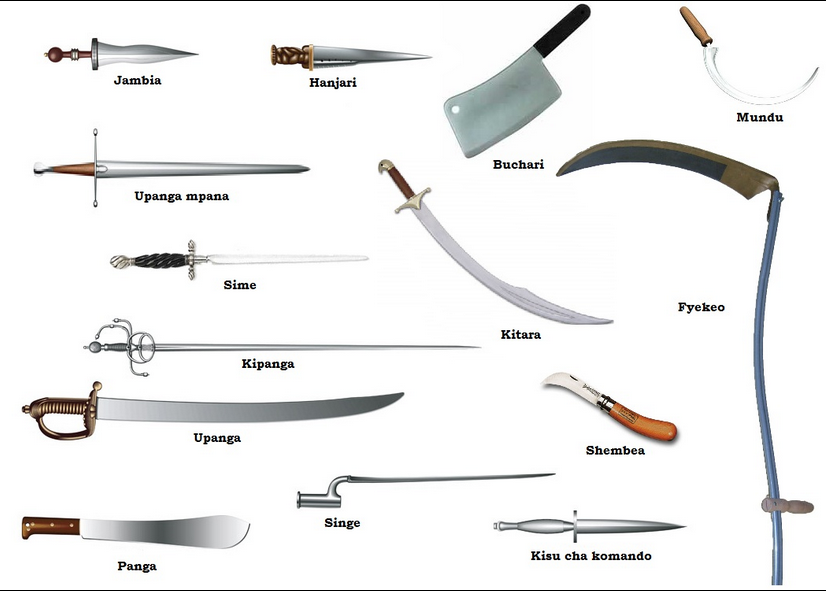 Jambia
Hanjari
Buchari
Mundu
Upanga mpana
Sime
Kitara
Fyekeo
Kipanga
Upanga
Shembea
Singe
Kisu cha komando
Panga